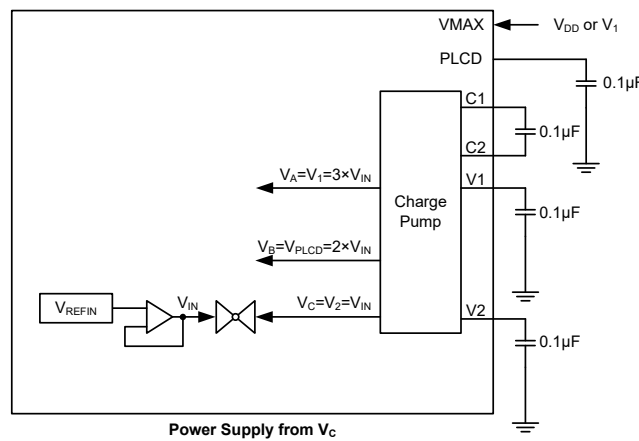 VMAX
V_DD or V_1
PLCD
0.1μF
C1
0.1μF
C2
V_A=V_1=3×V_IN
V1
Charge
Pump
0.1μF
V_B=V_PLCD=2×V_IN
V_REFIN
V_IN
V_C=V_2=V_IN
V2
0.1μF
Power Supply from V_C